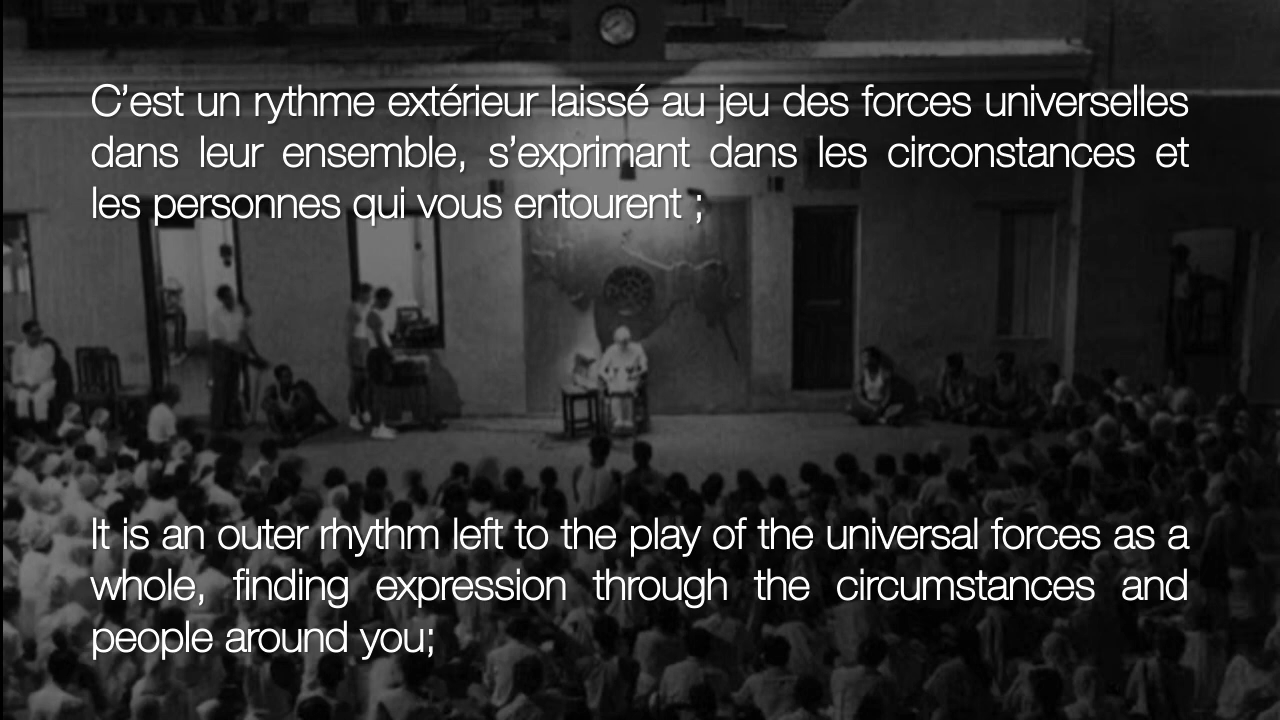 C’est un rythme extérieur laissé au jeu des forces universelles
dans leur ensemble, s’exprimant dans les circonstances et
les personnes qui vous entourent ;
It is an outer rhythm left to the play of the universal forces as a
whole, finding expression through the circumstances and
people around you;